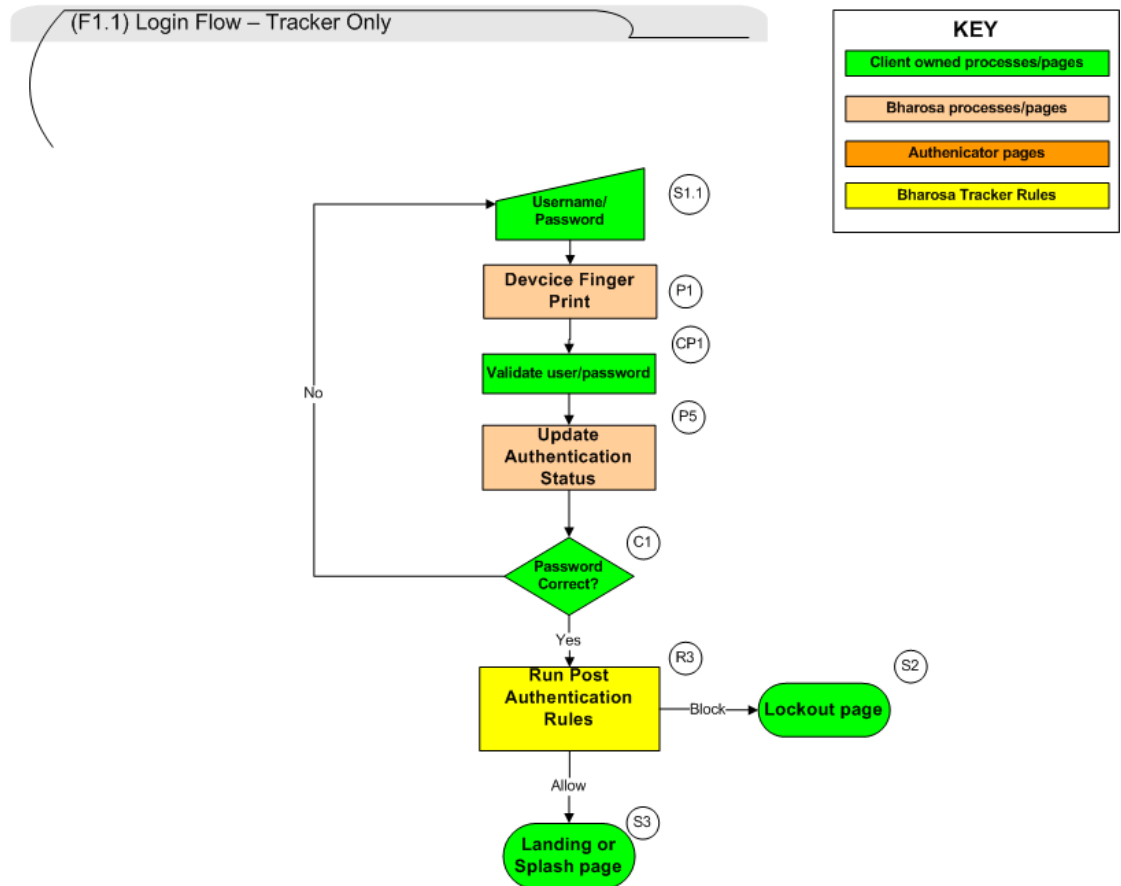 (F1.1) Login Flow – Tracker Only
KEY
Client owned processes/pages
Bharosa processes/pages
Authenicator pages
Bharosa Tracker Rules
Username/
Password
S1.1
Devcice Finger
Print
P1
CP1
Validate user/password
No
P5
Update
Authentication
Status
C1
Password
Correct?
Yes
R3
Run Post
Authentication
Rules
Block
S2
Lockout page
Allow
S3
Landing or
Splash page